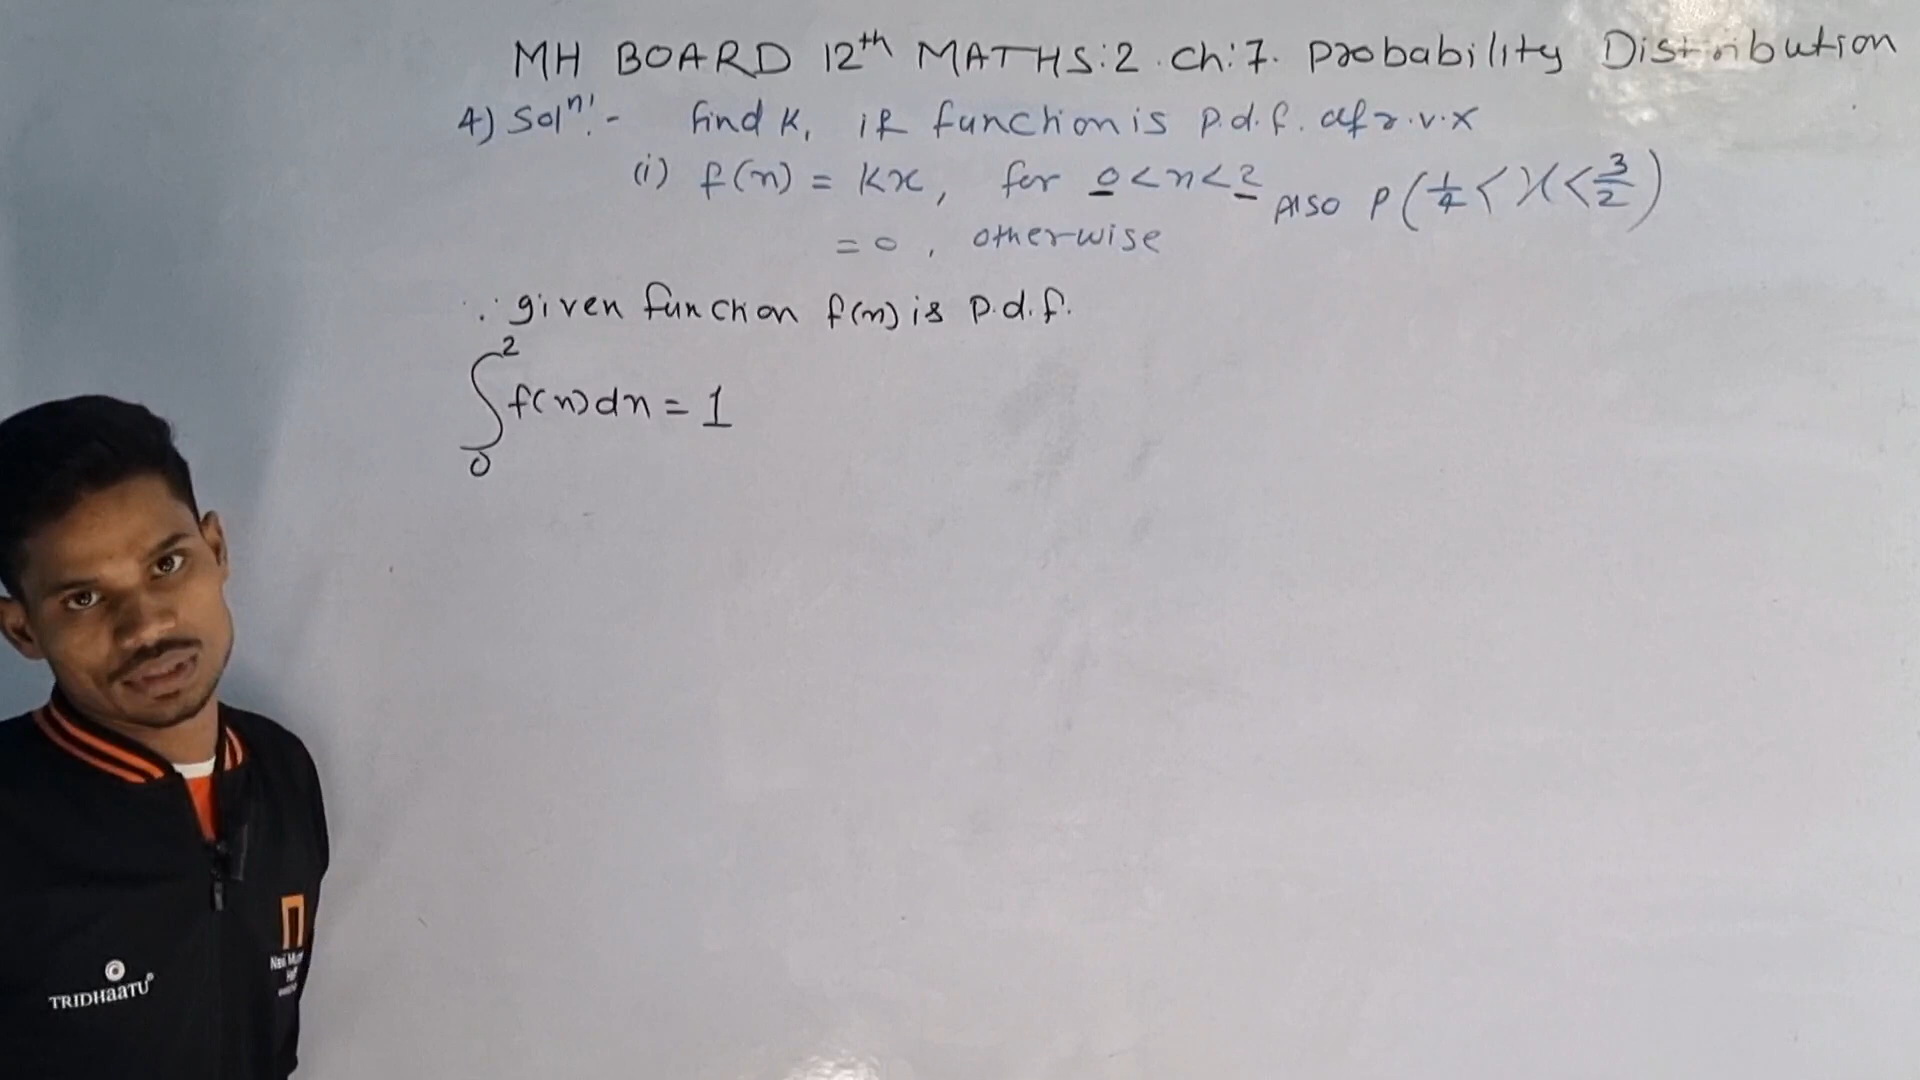 MH BOARD 12th MATHS:2. Ch:7. Probability Distribution
4) Solⁿ:- find K, if function is p.d.f. of r.v.x
(i) f(x) = Kx, for 0<x<2 Also P(1/4<X<3/2)
= 0, otherwise
∵ given function f(x) is p.d.f.
∫₀² f(x)dx = 1
TRIDHaaTU